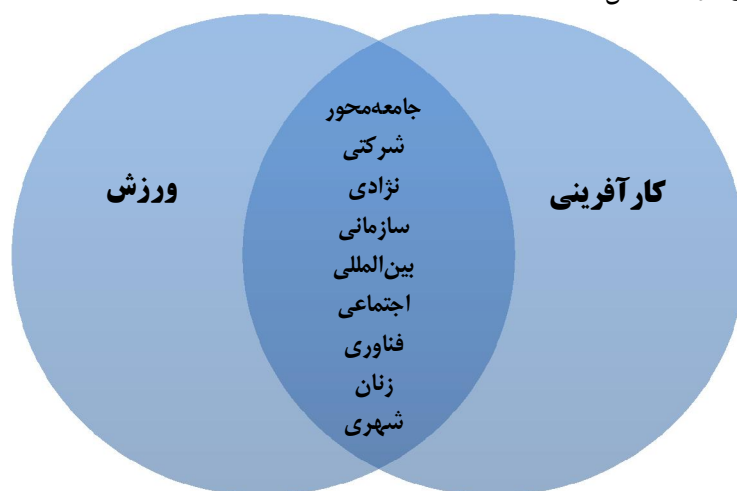 جامعه‌محور
شرکتی
نژادی
سازمانی
بین‌المللی
اجتماعی
فناوری
زنان
شهری
کارآفرینی
ورزش